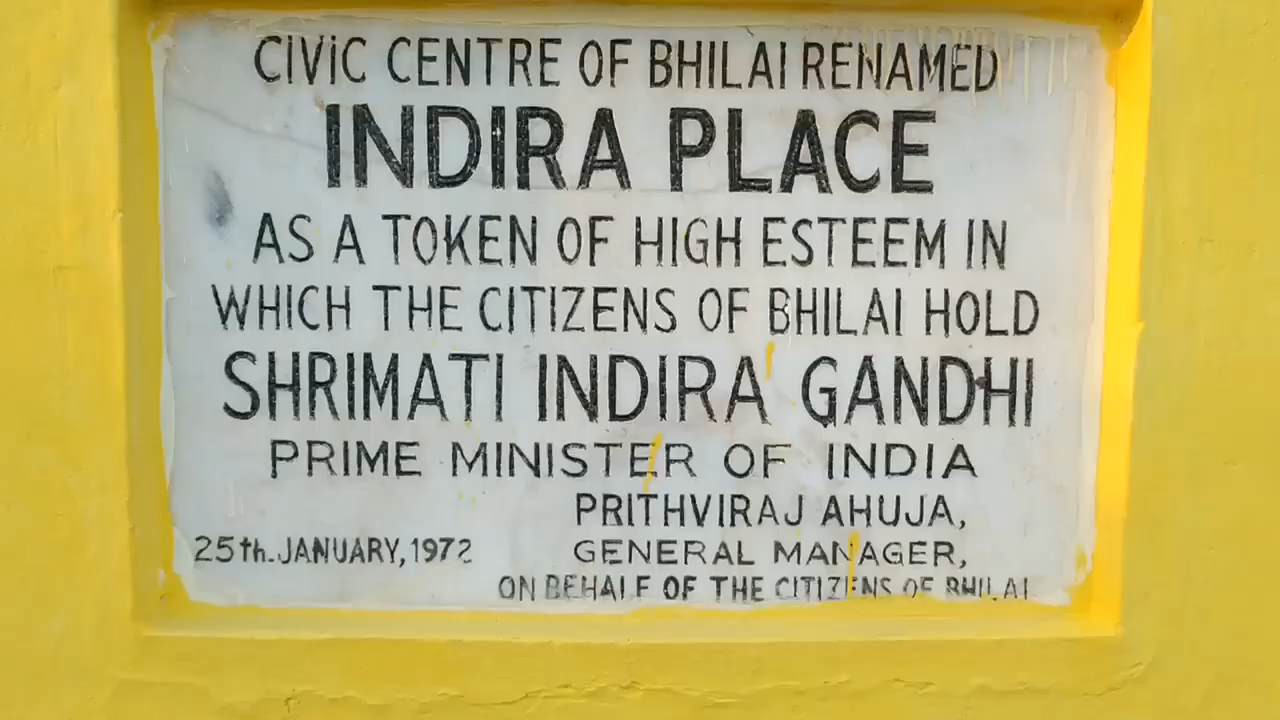 CIVIC CENTRE OF BHILAI RENAMED
INDIRA PLACE
AS A TOKEN OF HIGH ESTEEM IN
WHICH THE CITIZENS OF BHILAI HOLD
SHRIMATI INDIRA GANDHI
PRIME MINISTER OF INDIA
PRITHVIRAJ AHUJA,
25th. JANUARY, 1972 GENERAL MANAGER,
ON BEHALF OF THE CITIZENS OF BHILAI